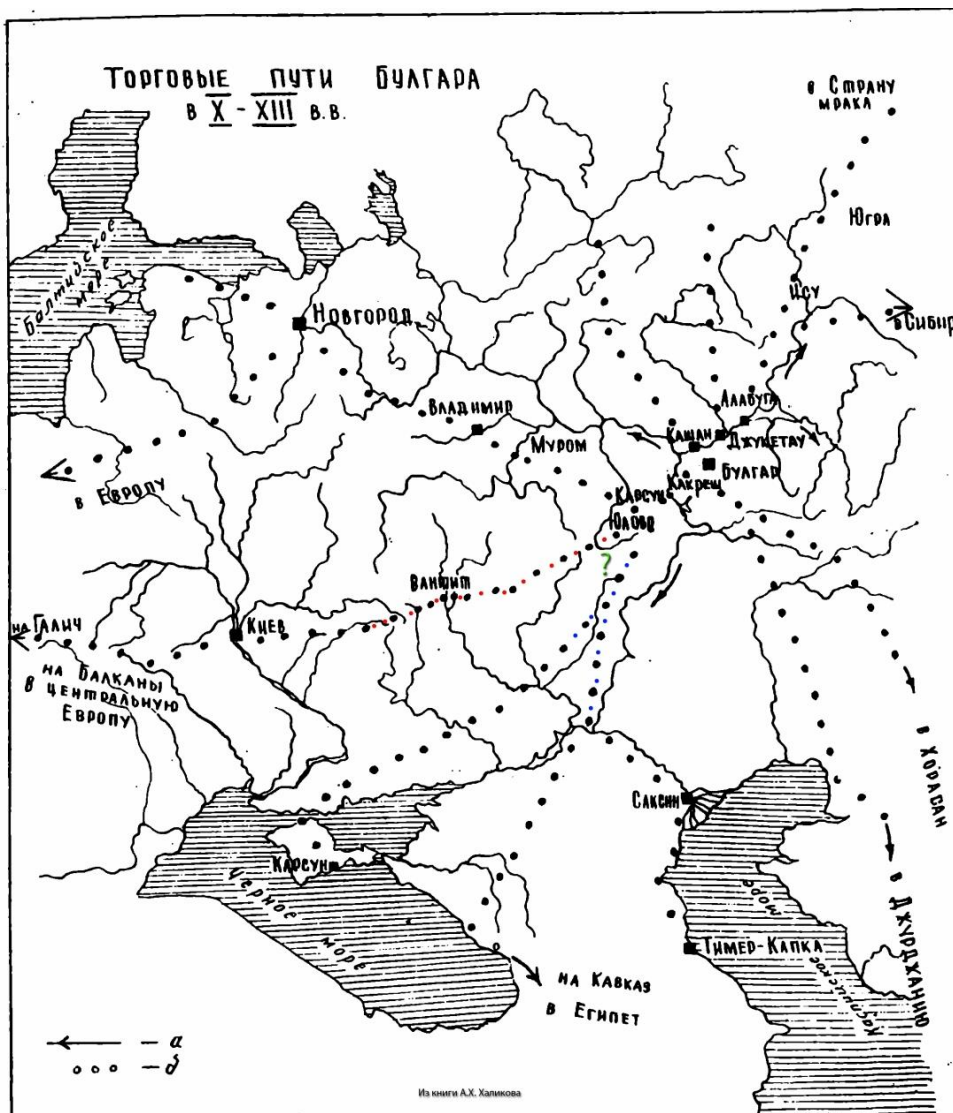 Торговые пути Булгара
в X - XIII в.в.
в Страну
мрака
Югра
Ису
в Сибирь
Балтийское
море
Новгород
Владимир
Алабуга
Кашан
Джукетау
Муром
Булгар
Какреш
Карсун
Юлово
в Европу
?
Вантит
на Галич
Киев
на Балканы
в центральную
Европу
в Хорасан
Саксин
Карсунь
Черное
море
Каспийское
море
Тимер-Капка
в Джурджанию
на Кавказ
в Египет
- а
- б
Из книги А.Х. Халикова